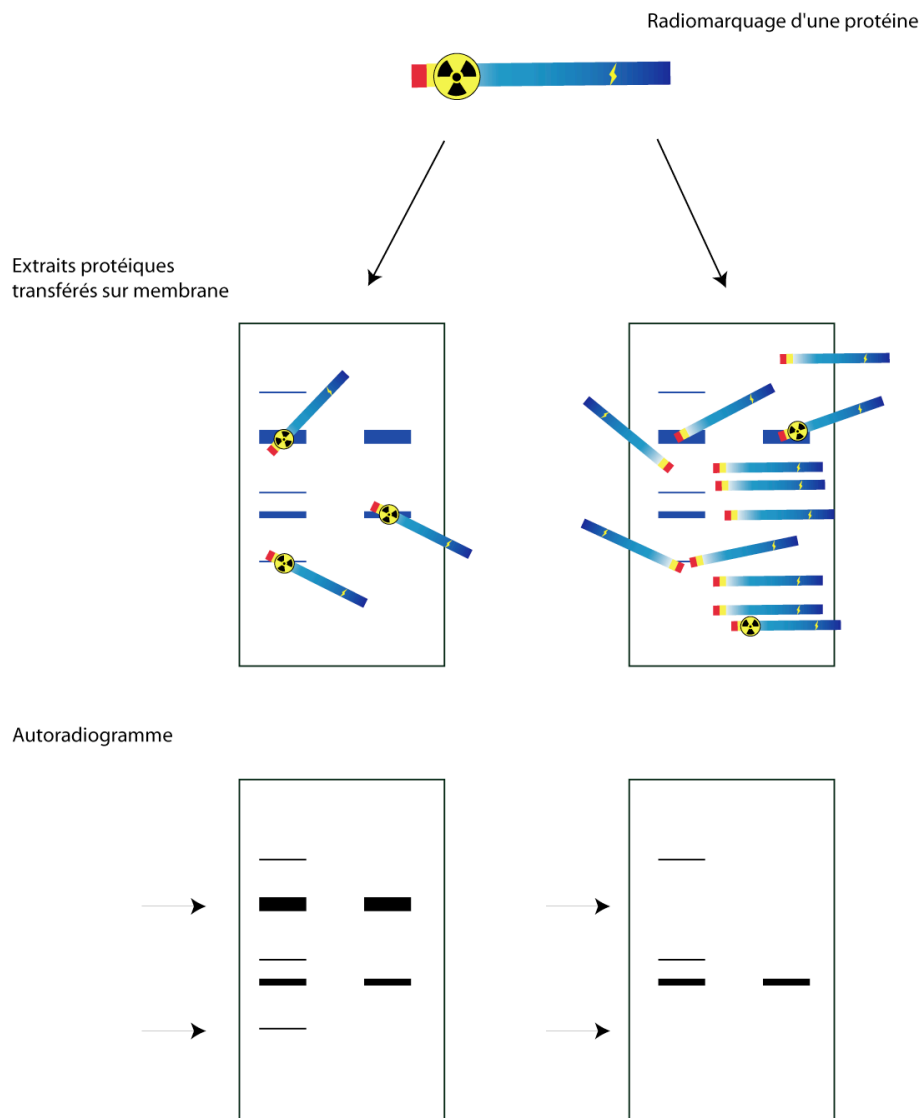 Radiomarquage d'une protéine
Extraits protéiques
transférés sur membrane
Autoradiogramme